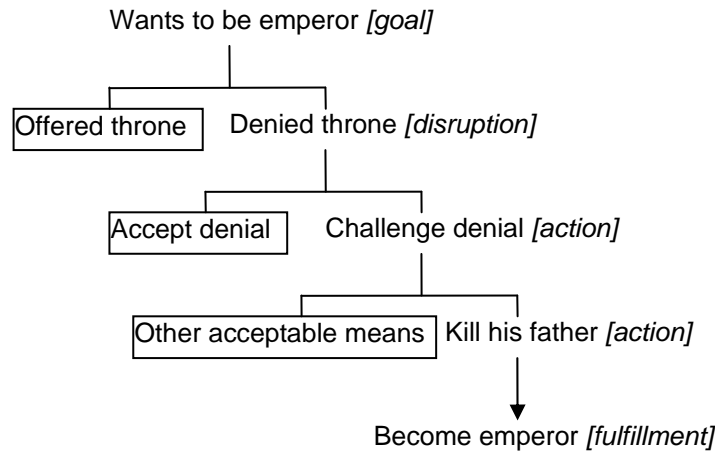 Wants to be emperor [goal]
Offered throne Denied throne [disruption]
Accept denial Challenge denial [action]
Other acceptable means Kill his father [action]
Become emperor [fulfillment]